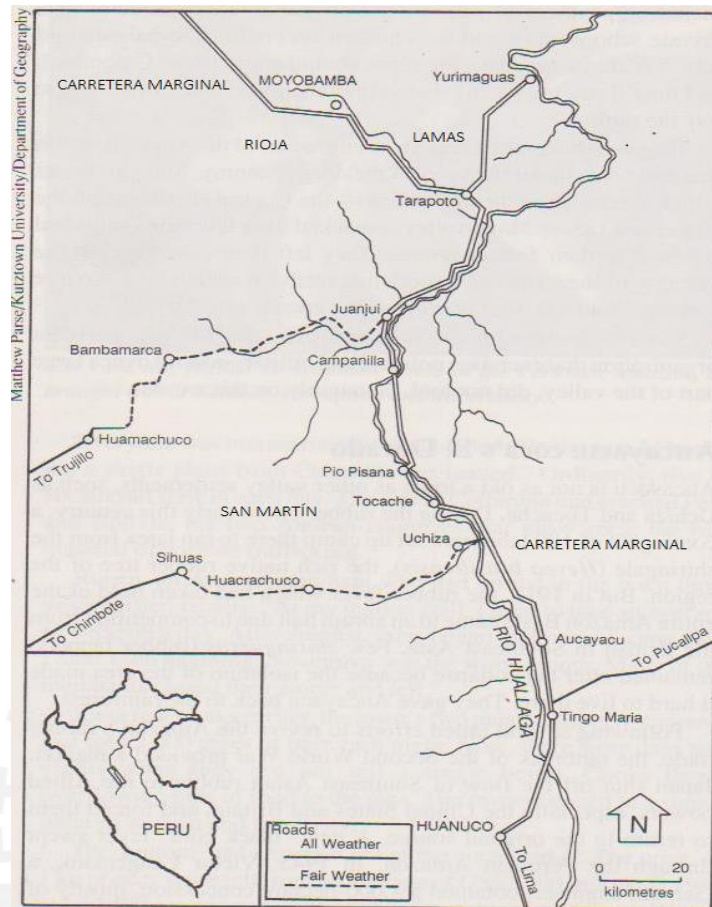 Matthew Parse/Kutztown University/Department of Geography
CARRETERA MARGINAL
MOYOBAMBA
Yurimaguas
RIOJA
LAMAS
Tarapoto
Juanjui
Bambamarca
Campanilla
Huamachuco
To Trujillo
Pio Pisana
Tocache
SAN MARTÍN
Uchiza
CARRETERA MARGINAL
Sihuas
Huacrachuco
To Chimbote
RIO HUALLAGA
Aucayacu
To Pucallpa
Tingo Maria
PERU
Roads
All Weather
Fair Weather
HUÁNUCO
To Lima
N
0 20
kilometres